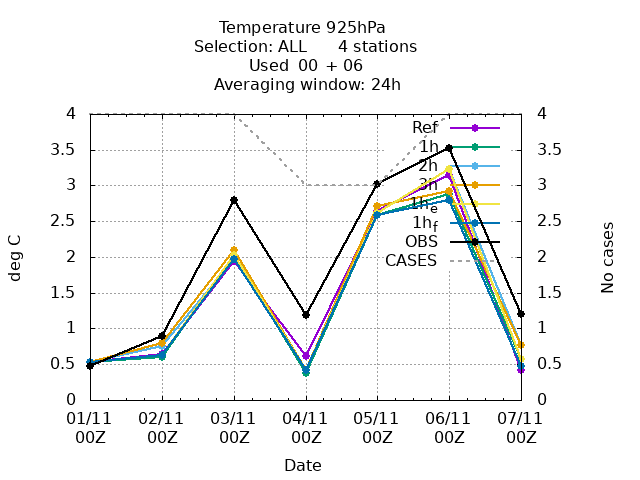 Temperature 925hPa
Selection: ALL 4 stations
Used 00 + 06
Averaging window: 24h
4 4
3.5 3.5
3 3
2.5 2.5
2 2
1.5 1.5
1 1
0.5 0.5
0 0
deg C
No cases
Ref
1h
2h
3h
1he
1hf
OBS
CASES
01/11 02/11 03/11 04/11 05/11 06/11 07/11
00Z 00Z 00Z 00Z 00Z 00Z 00Z
Date